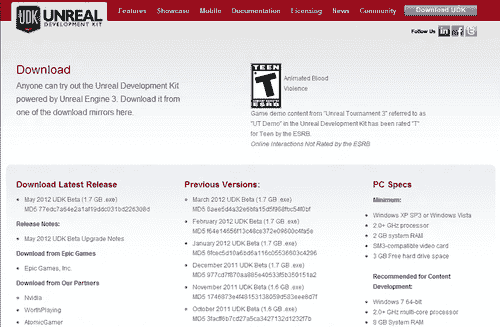 UDK UNREAL
DEVELOPMENT KIT
Features Showcase Mobile Documentation Licensing News Community Download UDK
Follow Us
Download
Anyone can try out the Unreal Development Kit
powered by Unreal Engine 3. Download it from
one of the download mirrors here.
TEEN
T
ESRB
Animated Blood
Violence
Game demo content from "Unreal Tournament 3" referred to as
"UT Demo" in the Unreal Development Kit has been rated "T"
for Teen by the ESRB.
Online Interactions Not Rated by the ESRB
Download Latest Release
May 2012 UDK Beta (1.7 GB .exe)
MD5
Release Notes:
May 2012 UDK Beta Upgrade Notes
Download from Epic Games
Epic Games, Inc.
Download from Our Partners
Nvidia
WorthPlaying
AtomicGamer
Previous Versions:
March 2012 UDK Beta (1.7 GB .exe)
MD5
February 2012 UDK Beta (1.7 GB .exe)
MD5
January 2012 UDK Beta (1.7 GB .exe)
MD5
December 2011 UDK Beta (1.7 GB .exe)
MD5
November 2011 UDK Beta (1.6 GB .exe)
MD5
October 2011 UDK Beta (1.6 GB .exe)
MD5
PC Specs
Minimum:
Windows XP SP3 or Windows Vista
2.0+ GHz processor
2 GB system RAM
SM3-compatible video card
3 GB Free hard drive space
Recommended for Content
Development:
Windows 7 64-bit
2.0+ GHz multi-core processor
8 GB System RAM